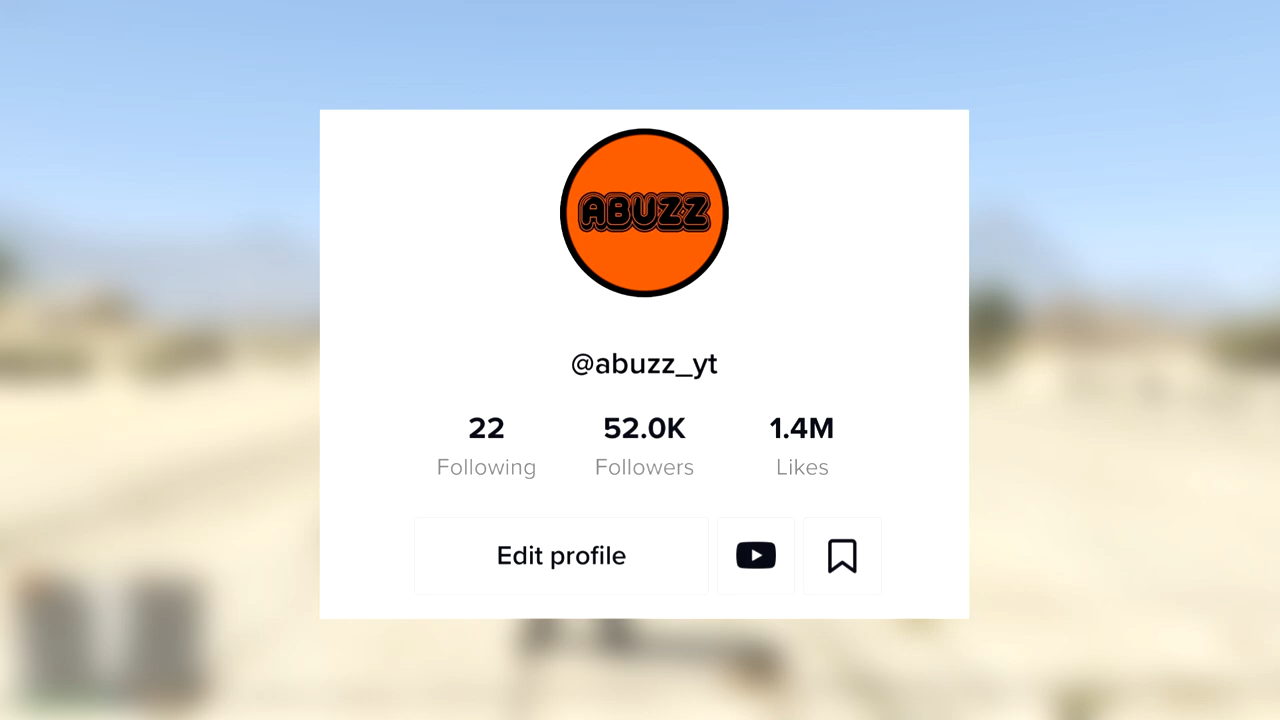 ABUZZ
@abuzz_yt
22 52.0K 1.4M
Following Followers Likes
Edit profile